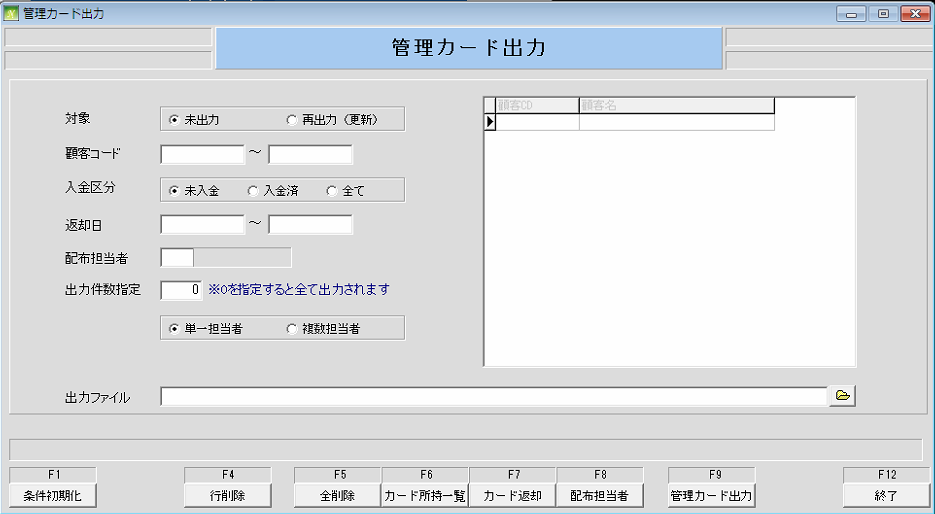 管理カード出力
管理カード出力
対象
未出力 再出力（更新）
顧客CD 顧客名
顧客コード ～
入金区分 未入金 入金済 全て
返却日 ～
配布担当者
出力件数指定 0 ※0を指定すると全て出力されます
単一担当者 複数担当者
出力ファイル
F1 F4 F5 F6 F7 F8 F9 F12
条件初期化 行削除 全削除 カード所持一覧 カード返却 配布担当者 管理カード出力 終了